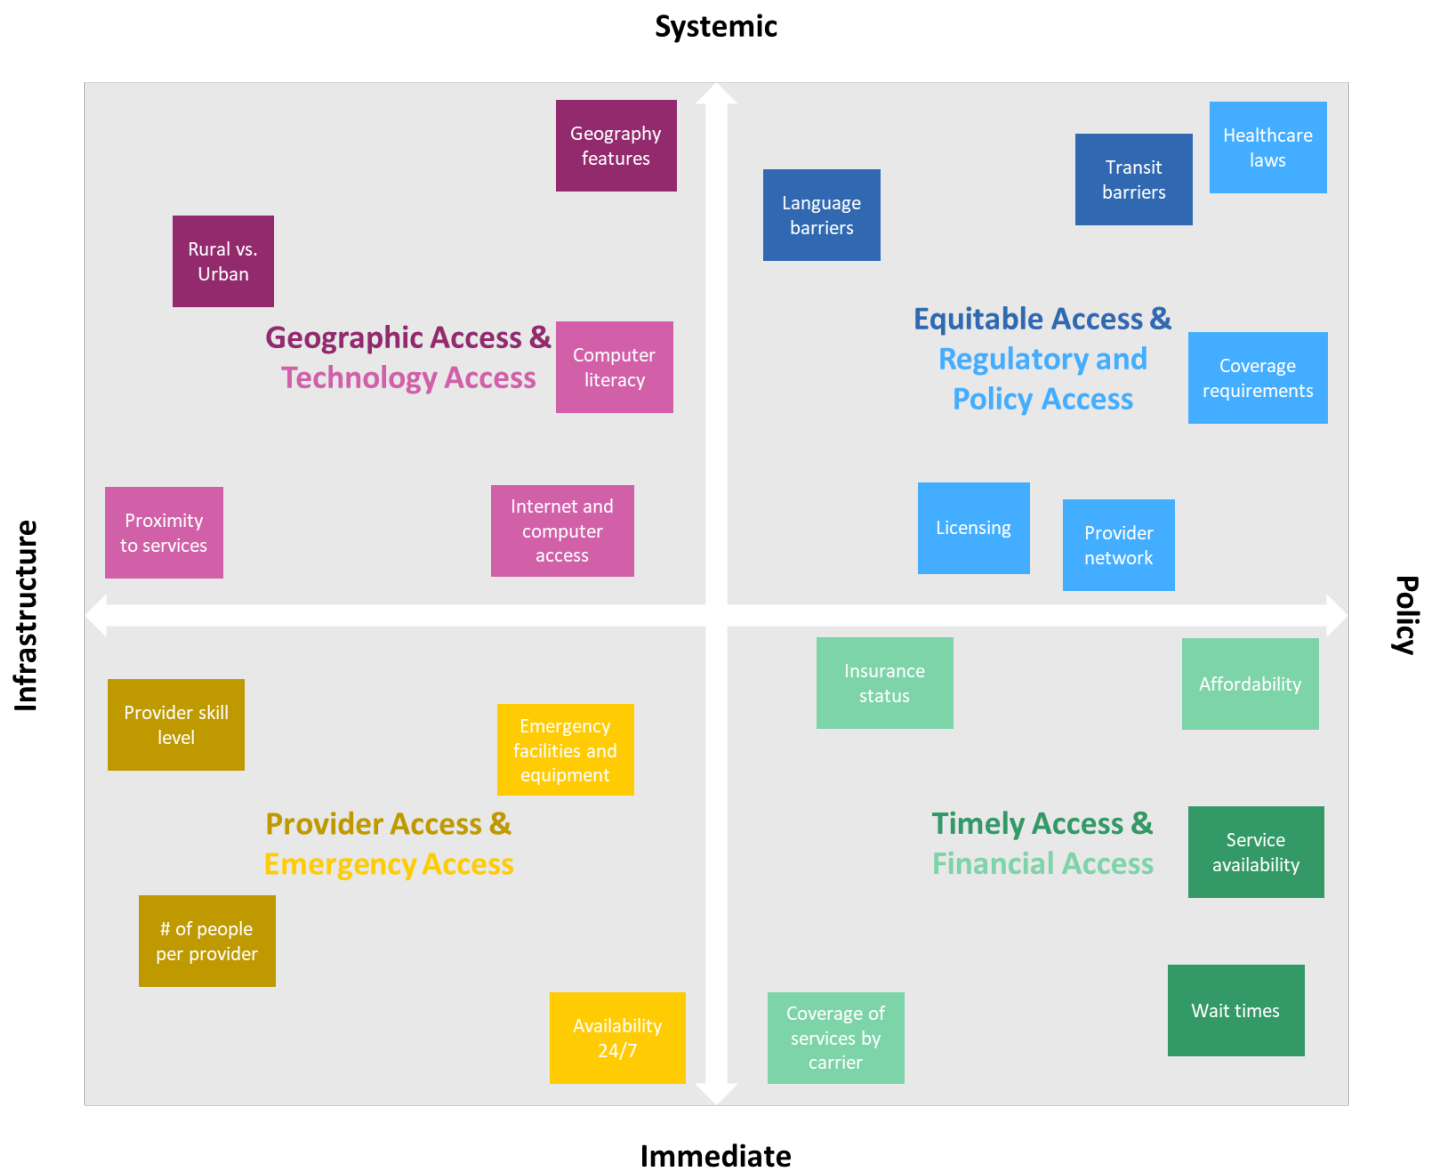 Systemic
Geography
features
Healthcare
laws
Transit
barriers
Language
barriers
Rural vs.
Urban
Geographic Access &
Technology Access
Computer
literacy
Equitable Access &
Regulatory and
Policy Access
Coverage
requirements
Proximity
to services
Internet and
computer
access
Licensing
Provider
network
Infrastructure
Policy
Provider skill
level
Emergency
facilities and
equipment
Insurance
status
Affordability
Provider Access &
Emergency Access
Timely Access &
Financial Access
Service
availability
# of people
per provider
Availability
24/7
Coverage of
services by
carrier
Wait times
Immediate